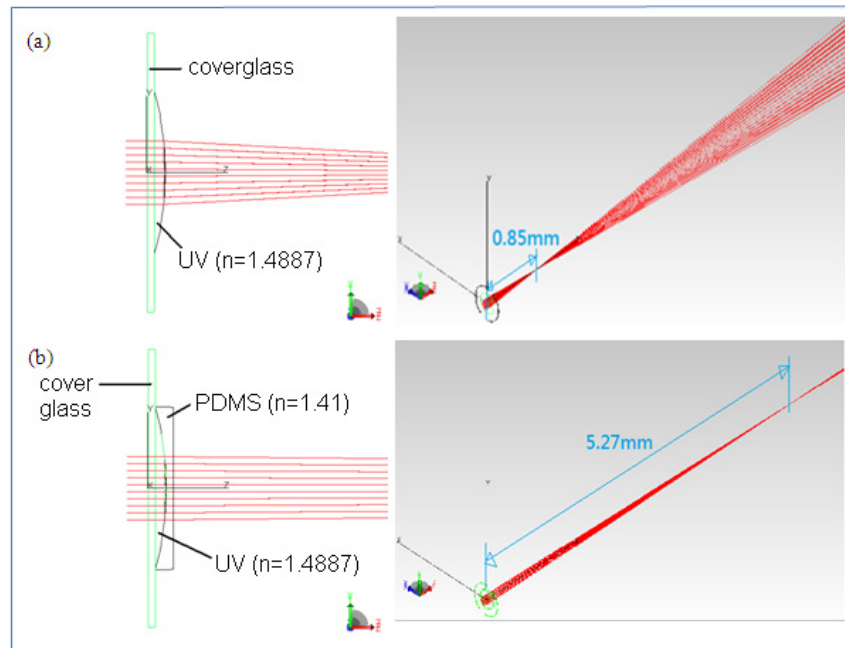 (a)
coverglass
Y
X
Z
UV (n=1.4887)
Y
0.85mm
(b)
cover
glass
PDMS (n=1.41)
Y
X
Z
UV (n=1.4887)
5.27mm